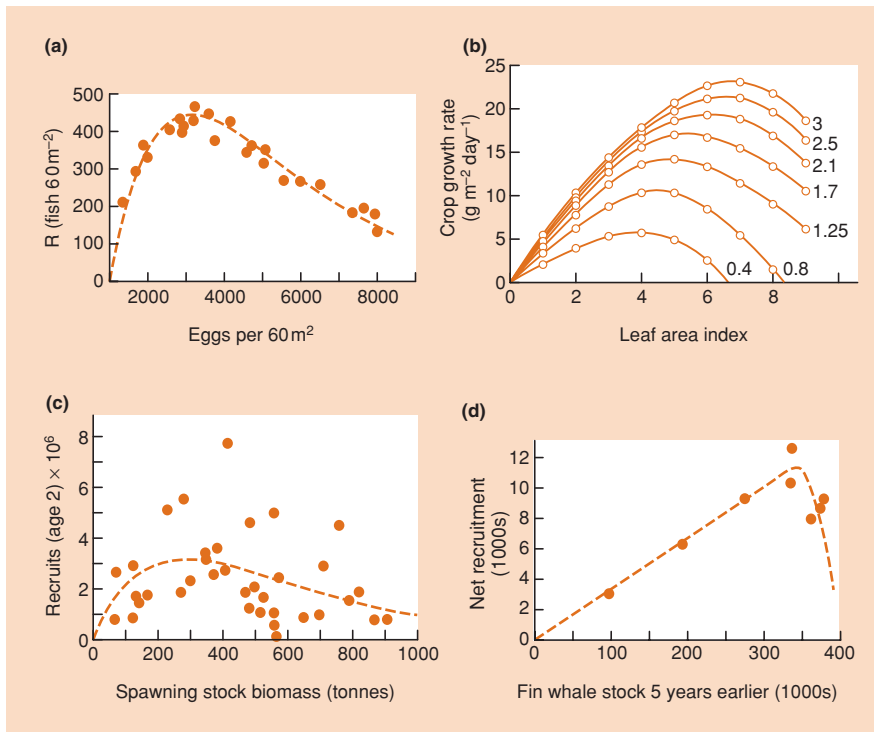 (a)
500
400
300
200
100
0
R (fish 60 m⁻²)
2000 4000 6000 8000
Eggs per 60 m²
(b)
25
20
15
10
5
0
Crop growth rate
(g m⁻² day⁻¹)
3
2.5
2.1
1.7
1.25
0.8
0.4
0 2 4 6 8
Leaf area index
(c)
8
6
4
2
0
Recruits (age 2) × 10⁶
0 200 400 600 800 1000
Spawning stock biomass (tonnes)
(d)
12
10
8
6
4
2
0
Net recruitment
(1000s)
0 100 200 300 400
Fin whale stock 5 years earlier (1000s)